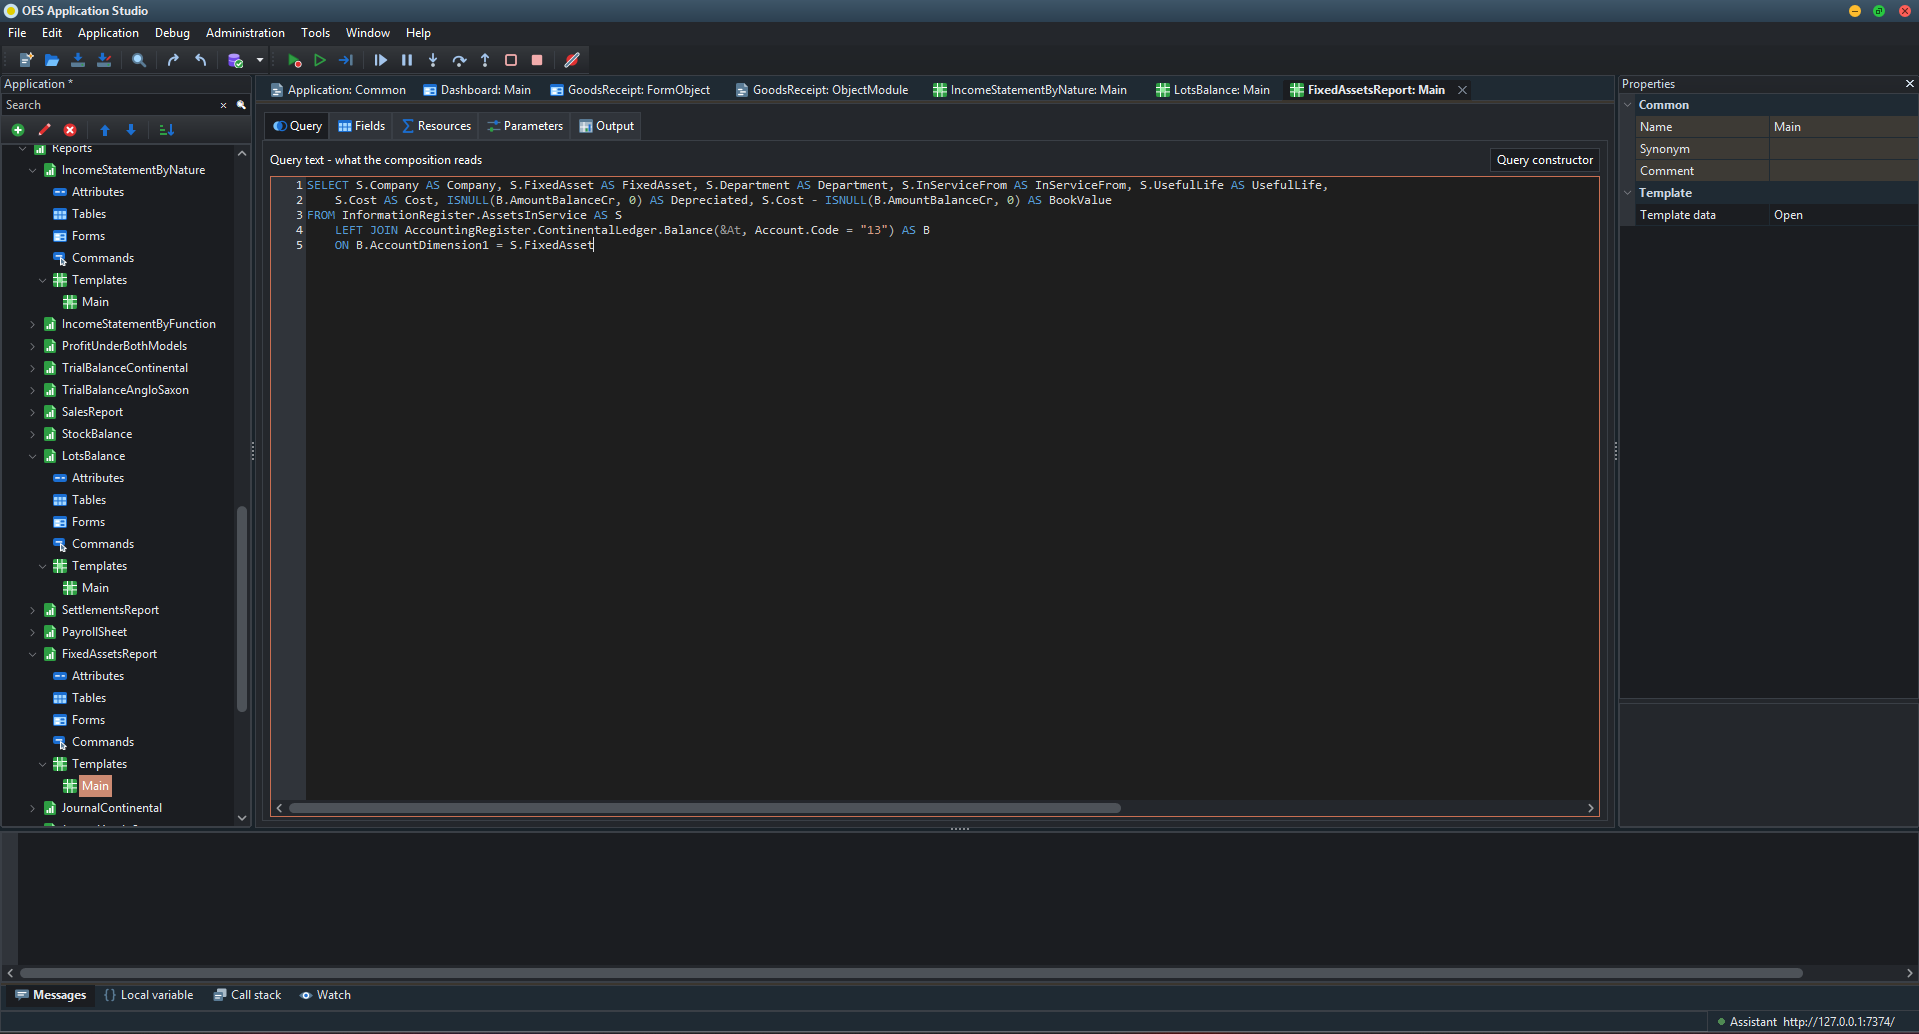 OES Application Studio
File Edit Application Debug Administration Tools Window Help
Application *
Search
Reports
IncomeStatementByNature
Attributes
Tables
Forms
Commands
Templates
Main
IncomeStatementByFunction
ProfitUnderBothModels
TrialBalanceContinental
TrialBalanceAngloSaxon
SalesReport
StockBalance
LotsBalance
Attributes
Tables
Forms
Commands
Templates
Main
SettlementsReport
PayrollSheet
FixedAssetsReport
Attributes
Tables
Forms
Commands
Templates
Main
JournalContinental
Application: Common Dashboard: Main GoodsReceipt: FormObject GoodsReceipt: ObjectModule IncomeStatementByNature: Main LotsBalance: Main FixedAssetsReport: Main
Query Fields Resources Parameters Output
Query text - what the composition reads
Query constructor
1 SELECT S.Company AS Company, S.FixedAsset AS FixedAsset, S.Department AS Department, S.InServiceFrom AS InServiceFrom, S.UsefulLife AS UsefulLife,
2 S.Cost AS Cost, ISNULL(B.AmountBalanceCr, 0) AS Depreciated, S.Cost - ISNULL(B.AmountBalanceCr, 0) AS BookValue
3 FROM InformationRegister.AssetsInService AS S
4 LEFT JOIN AccountingRegister.ContinentalLedger.Balance(&At, Account.Code = "13") AS B
5 ON B.AccountDimension1 = S.FixedAsset
Properties
Common
Name Main
Synonym
Comment
Template
Template data Open
Messages Local variable Call stack Watch
Assistant http://127.0.0.1:7374/